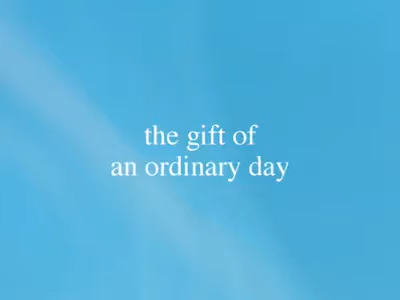 the gift of
an ordinary day